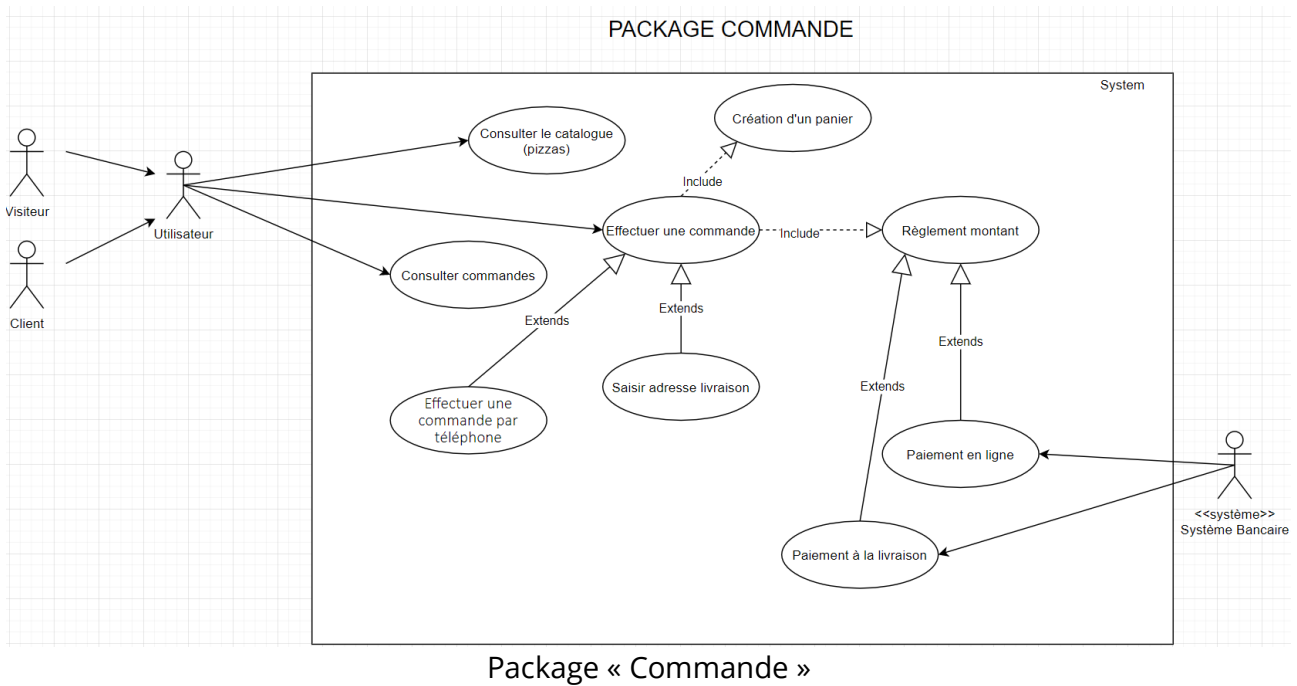 PACKAGE COMMANDE
System
Création d'un panier
Consulter le catalogue
(pizzas)
Include
Visiteur
Utilisateur
Effectuer une commande
Include
Règlement montant
Consulter commandes
Client
Extends
Extends
Extends
Extends
Saisir adresse livraison
Effectuer une
commande par
téléphone
Paiement en ligne
<<système>>
Système Bancaire
Paiement à la livraison
Package « Commande »